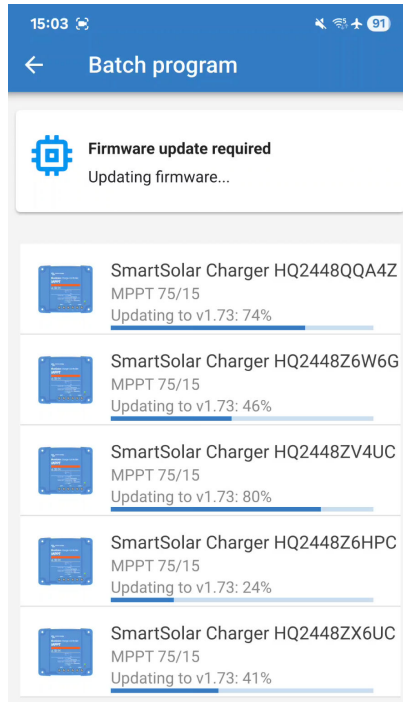 15:03
91
Batch program
Firmware update required
Updating firmware...
SmartSolar Charger HQ2448QQA4Z
MPPT 75/15
Updating to v1.73: 74%
SmartSolar Charger HQ2448Z6W6G
MPPT 75/15
Updating to v1.73: 46%
SmartSolar Charger HQ2448ZV4UC
MPPT 75/15
Updating to v1.73: 80%
SmartSolar Charger HQ2448Z6HPC
MPPT 75/15
Updating to v1.73: 24%
SmartSolar Charger HQ2448ZX6UC
MPPT 75/15
Updating to v1.73: 41%